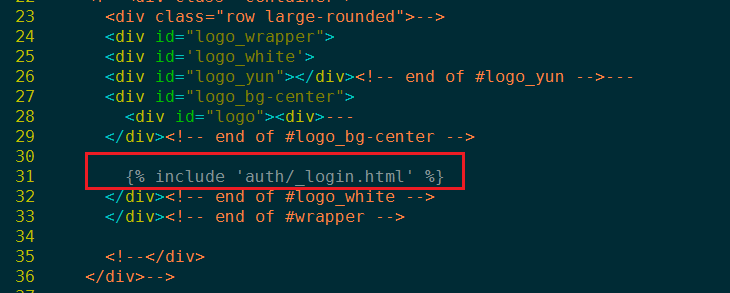 23 <div class="row large-rounded">-->
24 <div id="logo_wrapper">
25 <div id='logo_white'>
26 <div id="logo_yun"></div><!-- end of #logo_yun -->---
27 <div id="logo_bg-center">
28 <div id="logo"><div>---
29 </div><!-- end of #logo_bg-center -->
30
31 {% include 'auth/_login.html' %}
32 </div><!-- end of #logo_white -->
33 </div><!-- end of #wrapper -->
34
35 <!--</div>
36 </div>-->